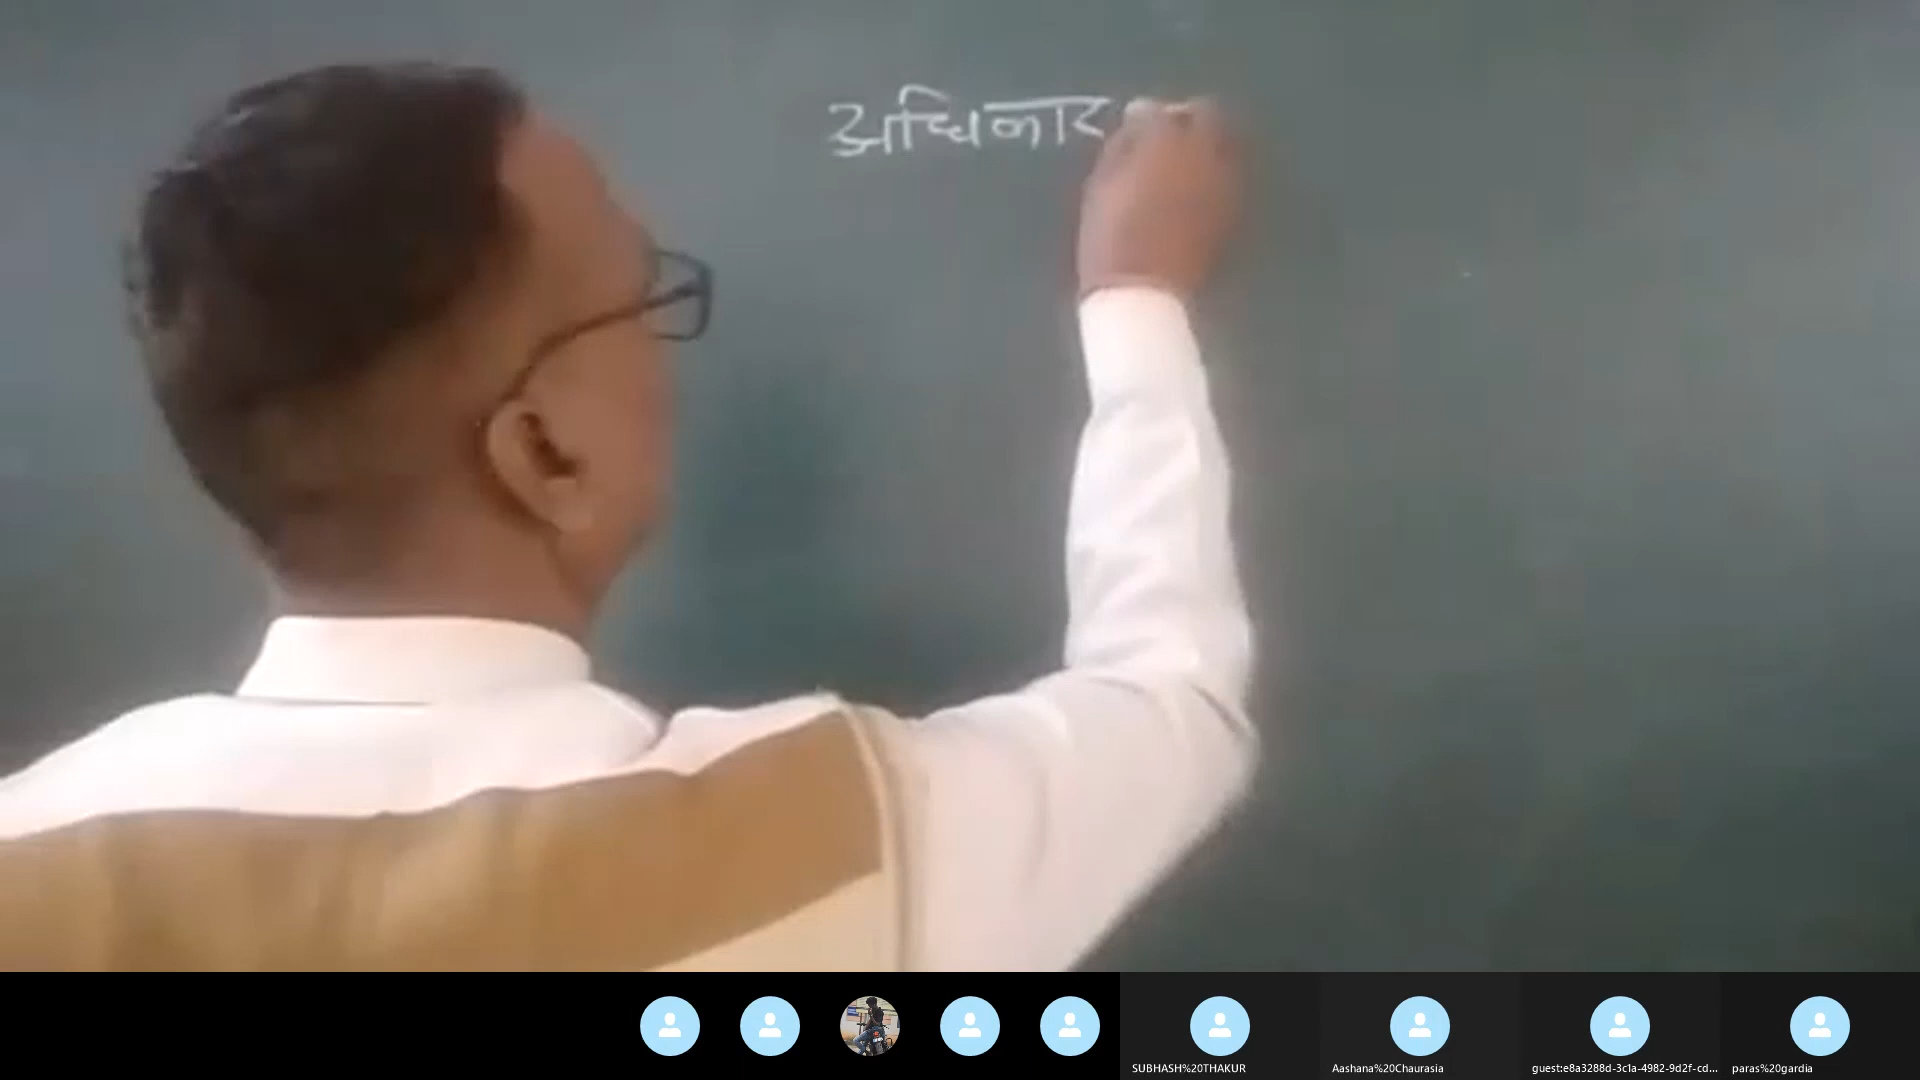 अधिकार
SUBHASH%20THAKUR
Aashana%20Chaurasia
guest:e8a3288d-3c1a-4982-9d2f-cd...
paras%20gardia